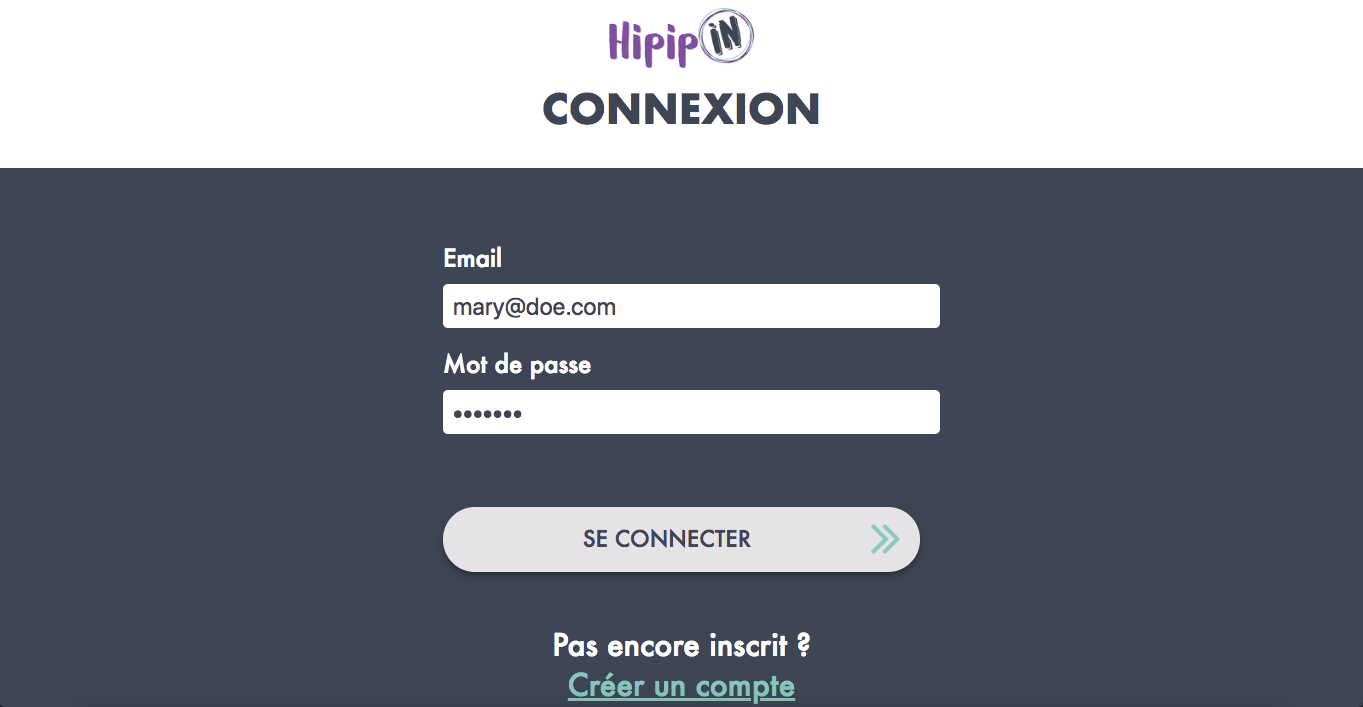 HipipiN
CONNEXION
Email
mary@doe.com
Mot de passe
•••••••
SE CONNECTER
Pas encore inscrit ?
Créer un compte